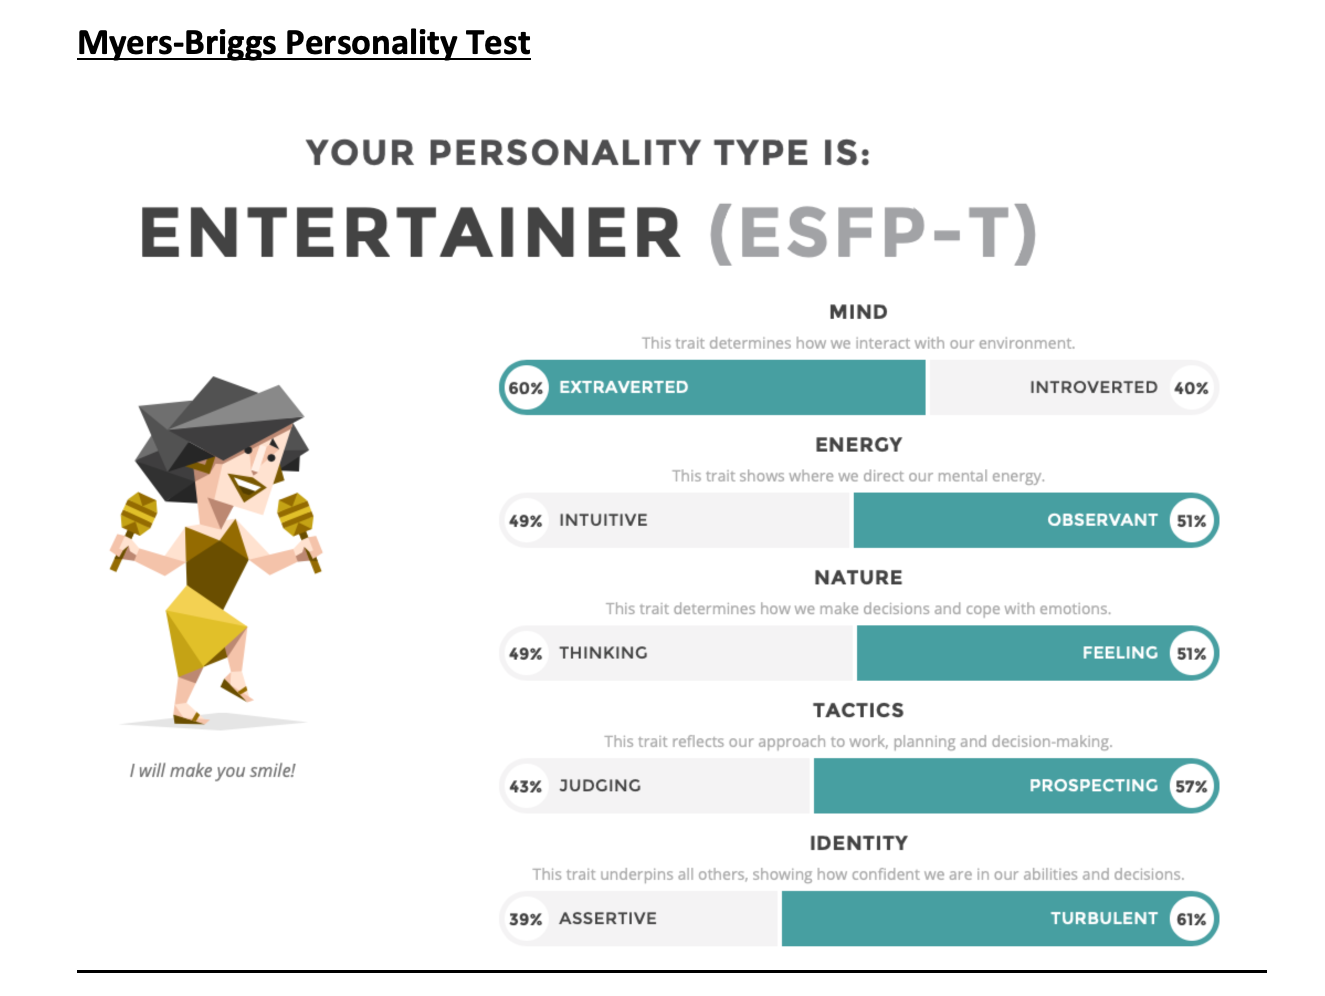 Myers-Briggs Personality Test
YOUR PERSONALITY TYPE IS:
ENTERTAINER (ESFP-T)
MIND
This trait determines how we interact with our environment.
60% EXTRAVERTED INTROVERTED 40%
ENERGY
This trait shows where we direct our mental energy.
49% INTUITIVE OBSERVANT 51%
NATURE
This trait determines how we make decisions and cope with emotions.
49% THINKING FEELING 51%
TACTICS
This trait reflects our approach to work, planning and decision-making.
43% JUDGING PROSPECTING 57%
IDENTITY
This trait underpins all others, showing how confident we are in our abilities and decisions.
39% ASSERTIVE TURBULENT 61%
I will make you smile!